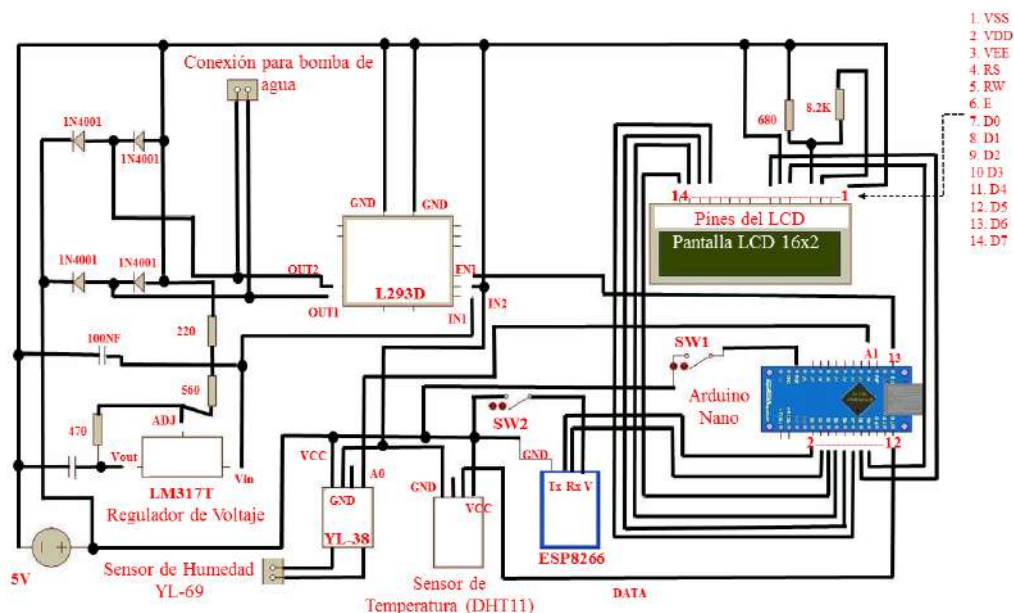 1. VSS
2. VDD
3. VEE
4. RS
5. RW
6. E
7. D0
8. D1
9. D2
10 D3
11. D4
12. D5
13. D6
14. D7
Conexión para bomba de
agua
1N4001
1N4001
680
8.2K
14
1
Pines del LCD
Pantalla LCD 16x2
GND
GND
1N4001
1N4001
OUT2
EN1
L293D
OUT1
IN1
IN2
220
100NF
SW1
A1
13
560
Arduino
Nano
470
ADJ
SW2
2
12
Vout
Vin
VCC
A0
GND
LM317T
Regulador de Voltaje
GND
GND
VCC
Tx Rx V
YL-38
ESP8266
5V
Sensor de Humedad
YL-69
Sensor de
Temperatura (DHT11)
DATA